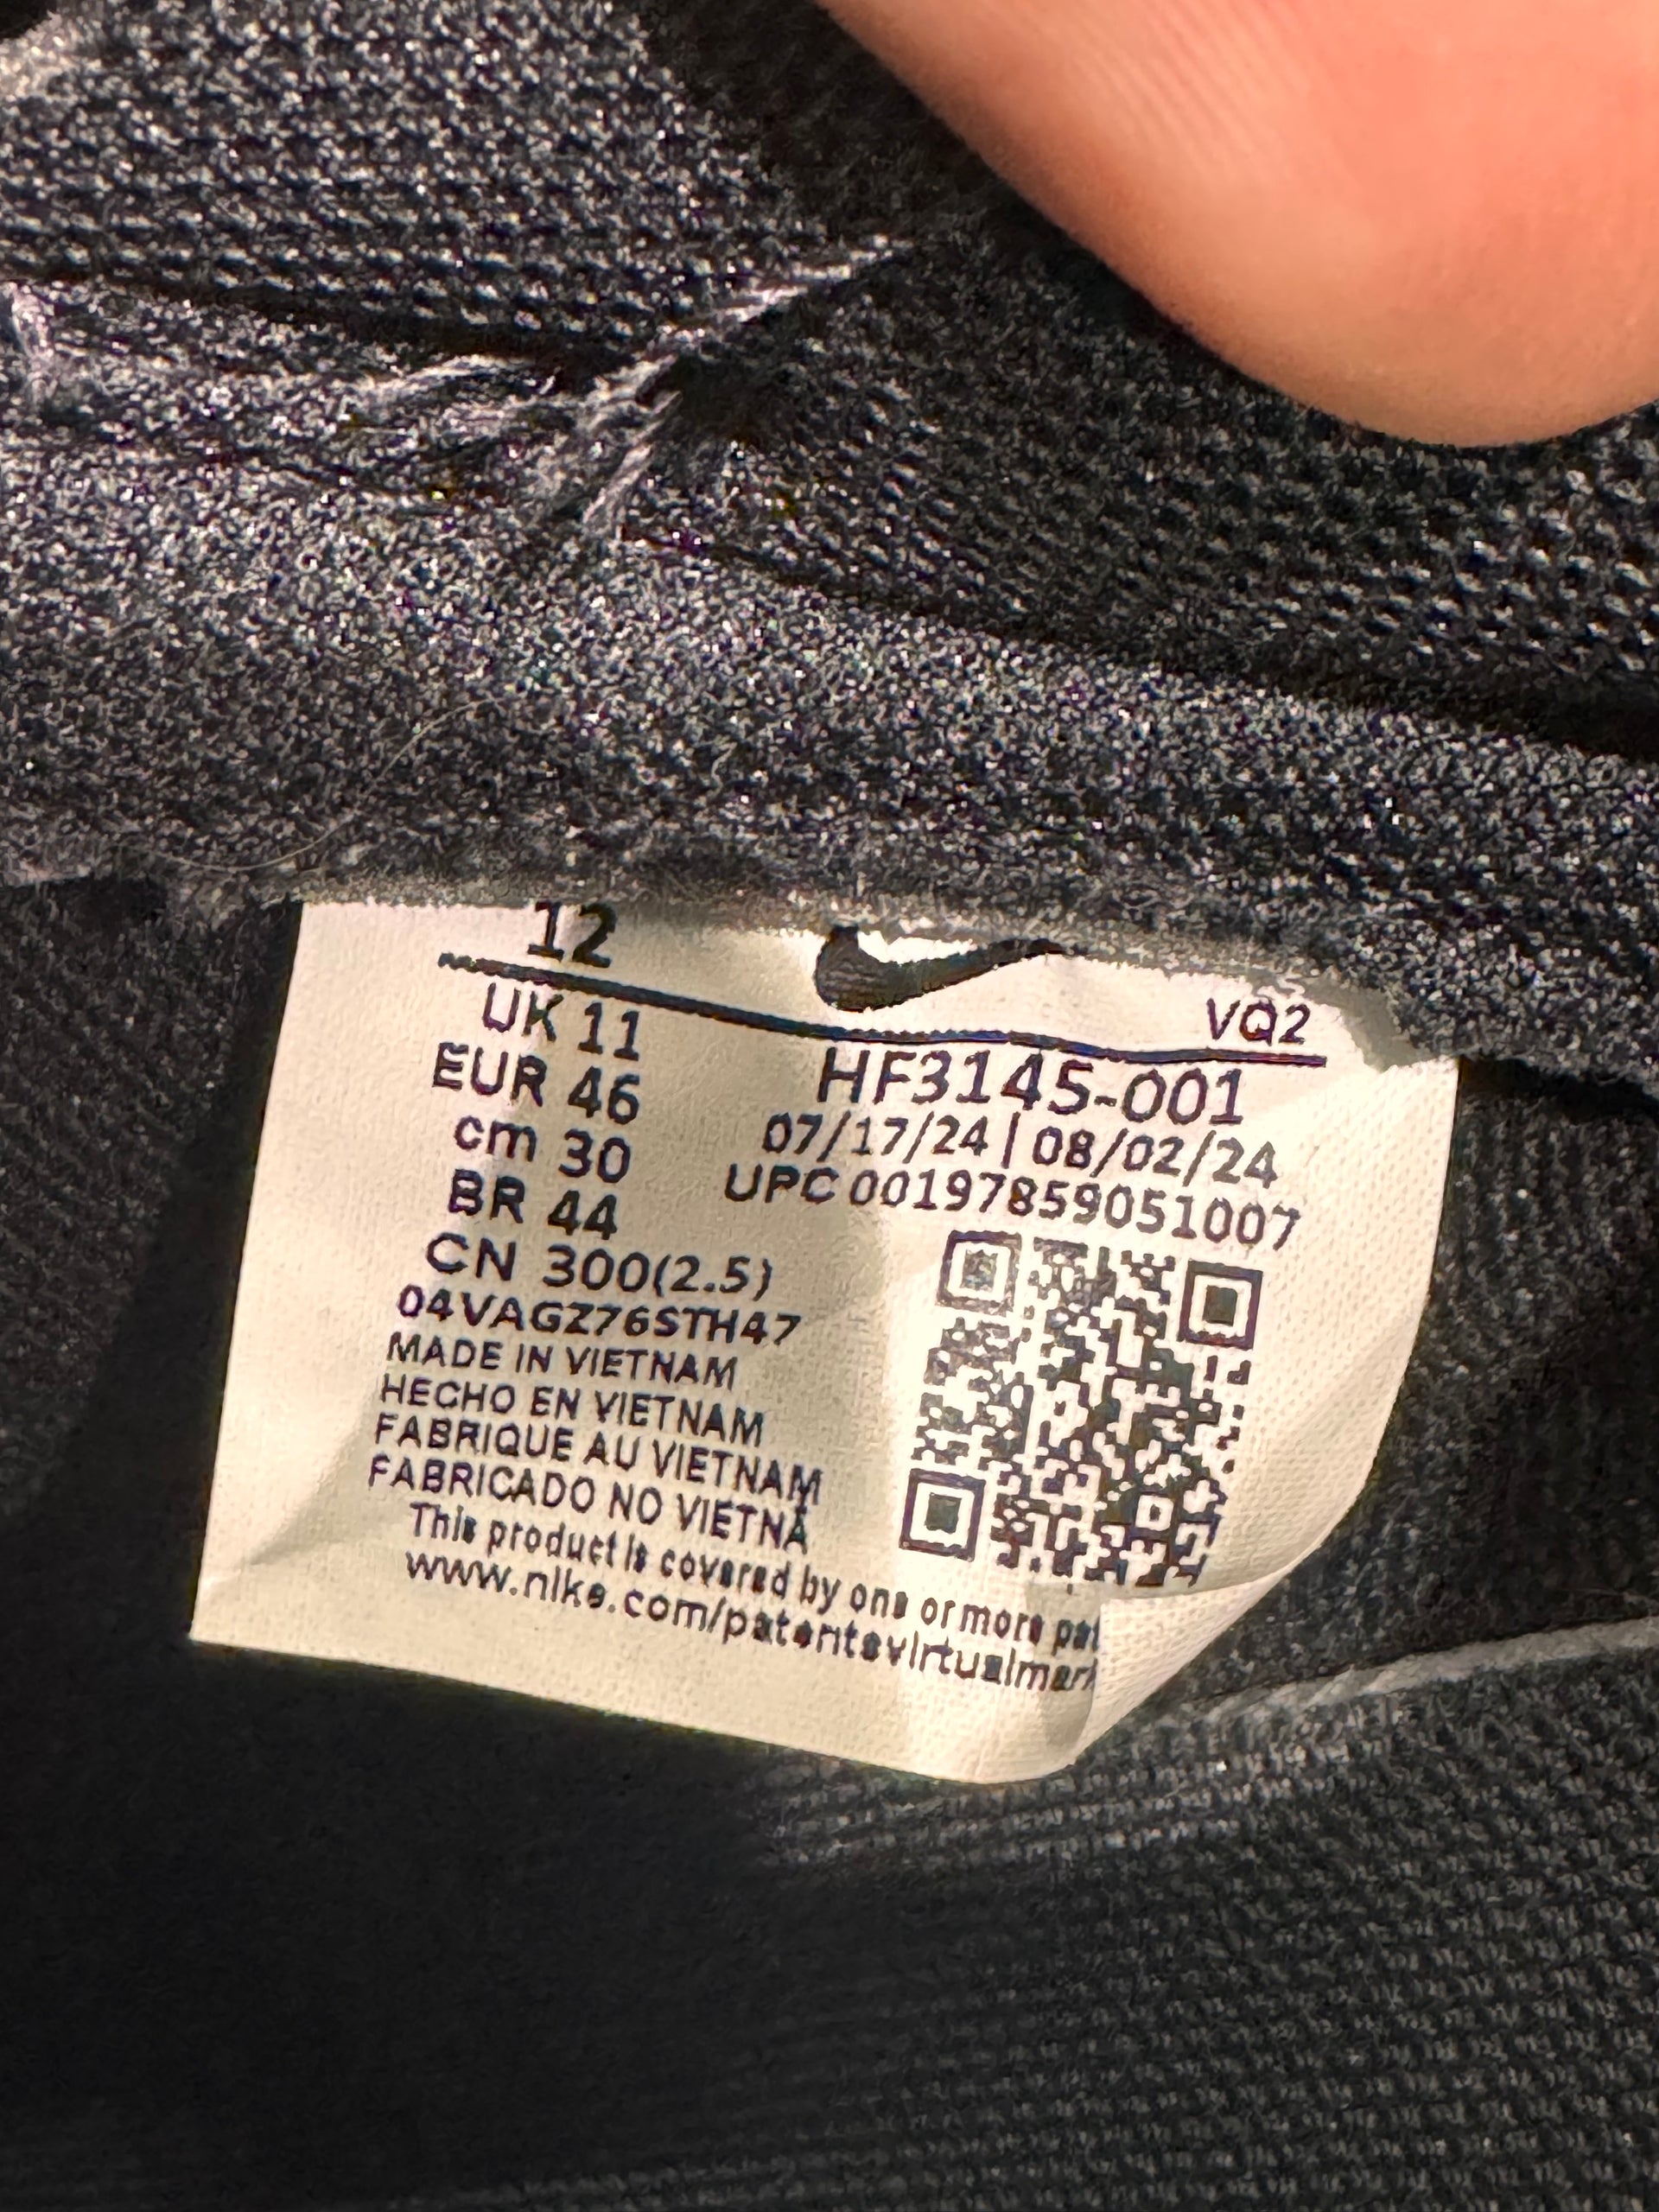 12
VQ2
UK 11
EUR 46
cm 30
BR 44
CN 300(2.5)
04VAGZ76STH47
MADE IN VIETNAM
HECHO EN VIETNAM
FABRIQUE AU VIETNAM
FABRICADO NO VIETNÃ
HF3145-001
07/17/24 | 08/02/24
UPC 00197859051007
This product is covered by one or more
www.nike.com/patentsvirtualmark